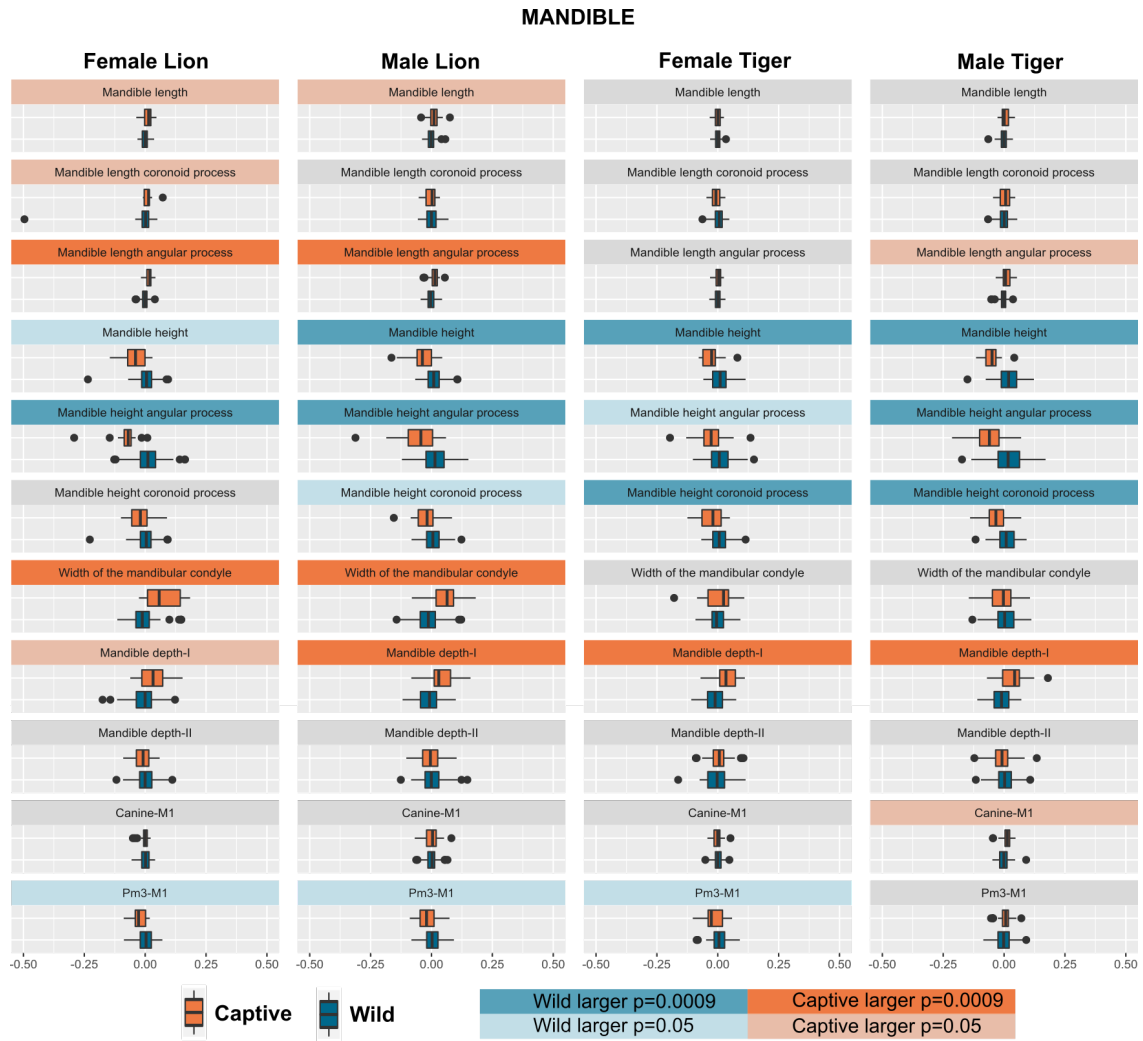 MANDIBLE
Female Lion Male Lion Female Tiger Male Tiger
Mandible length Mandible length Mandible length Mandible length
Mandible length coronoid process Mandible length coronoid process Mandible length coronoid process Mandible length coronoid process
Mandible length angular process Mandible length angular process Mandible length angular process Mandible length angular process
Mandible height Mandible height Mandible height Mandible height
Mandible height angular process Mandible height angular process Mandible height angular process Mandible height angular process
Mandible height coronoid process Mandible height coronoid process Mandible height coronoid process Mandible height coronoid process
Width of the mandibular condyle Width of the mandibular condyle Width of the mandibular condyle Width of the mandibular condyle
Mandible depth-I Mandible depth-I Mandible depth-I Mandible depth-I
Mandible depth-II Mandible depth-II Mandible depth-II Mandible depth-II
Canine-M1 Canine-M1 Canine-M1 Canine-M1
Pm3-M1 Pm3-M1 Pm3-M1 Pm3-M1
-0.50 -0.25 0.00 0.25 0.50 -0.50 -0.25 0.00 0.25 0.50 -0.50 -0.25 0.00 0.25 0.50 -0.50 -0.25 0.00 0.25 0.50
Captive Wild
Wild larger p=0.0009 Captive larger p=0.0009
Wild larger p=0.05 Captive larger p=0.05